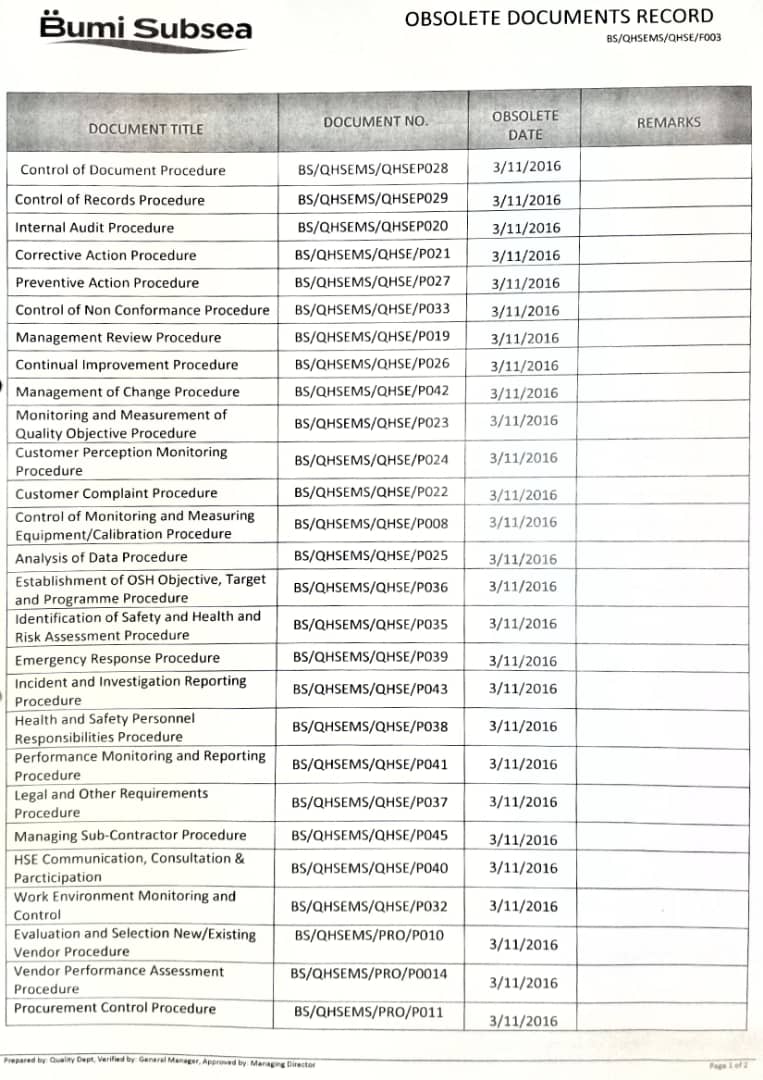 Bumi Subsea
OBSOLETE DOCUMENTS RECORD
BS/QHSEMS/QHSE/F003
DOCUMENT TITLE DOCUMENT NO. OBSOLETE DATE REMARKS
Control of Document Procedure BS/QHSEMS/QHSEP028 3/11/2016
Control of Records Procedure BS/QHSEMS/QHSEP029 3/11/2016
Internal Audit Procedure BS/QHSEMS/QHSEP020 3/11/2016
Corrective Action Procedure BS/QHSEMS/QHSE/P021 3/11/2016
Preventive Action Procedure BS/QHSEMS/QHSE/P027 3/11/2016
Control of Non Conformance Procedure BS/QHSEMS/QHSE/P033 3/11/2016
Management Review Procedure BS/QHSEMS/QHSE/P019 3/11/2016
Continual Improvement Procedure BS/QHSEMS/QHSE/P026 3/11/2016
Management of Change Procedure BS/QHSEMS/QHSE/P042 3/11/2016
Monitoring and Measurement of
Quality Objective Procedure BS/QHSEMS/QHSE/P023 3/11/2016
Customer Perception Monitoring
Procedure BS/QHSEMS/QHSE/P024 3/11/2016
Customer Complaint Procedure BS/QHSEMS/QHSE/P022 3/11/2016
Control of Monitoring and Measuring
Equipment/Calibration Procedure BS/QHSEMS/QHSE/P008 3/11/2016
Analysis of Data Procedure BS/QHSEMS/QHSE/P025 3/11/2016
Establishment of OSH Objective, Target
and Programme Procedure BS/QHSEMS/QHSE/P036 3/11/2016
Identification of Safety and Health and
Risk Assessment Procedure BS/QHSEMS/QHSE/P035 3/11/2016
Emergency Response Procedure BS/QHSEMS/QHSE/P039 3/11/2016
Incident and Investigation Reporting
Procedure BS/QHSEMS/QHSE/P043 3/11/2016
Health and Safety Personnel
Responsibilities Procedure BS/QHSEMS/QHSE/P038 3/11/2016
Performance Monitoring and Reporting
Procedure BS/QHSEMS/QHSE/P041 3/11/2016
Legal and Other Requirements
Procedure BS/QHSEMS/QHSE/P037 3/11/2016
Managing Sub-Contractor Procedure BS/QHSEMS/QHSE/P045 3/11/2016
HSE Communication, Consultation &
Parcticipation BS/QHSEMS/QHSE/P040 3/11/2016
Work Environment Monitoring and
Control BS/QHSEMS/QHSE/P032 3/11/2016
Evaluation and Selection New/Existing
Vendor Procedure BS/QHSEMS/PRO/P010 3/11/2016
Vendor Performance Assessment
Procedure BS/QHSEMS/PRO/P0014 3/11/2016
Procurement Control Procedure BS/QHSEMS/PRO/P011 3/11/2016
Prepared by: Quality Dept, Verified by: General Manager, Approved by: Managing Director
Page 1 of 2